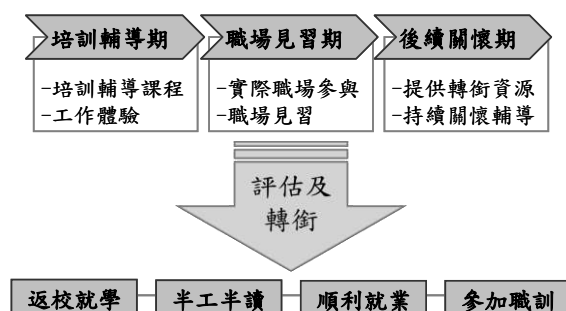 培訓輔導期
職場見習期
後續關懷期
-培訓輔導課程
-工作體驗
-實際職場參與
-職場見習
-提供轉銜資源
-持續關懷輔導
評估及
轉銜
返校就學
半工半讀
順利就業
參加職訓